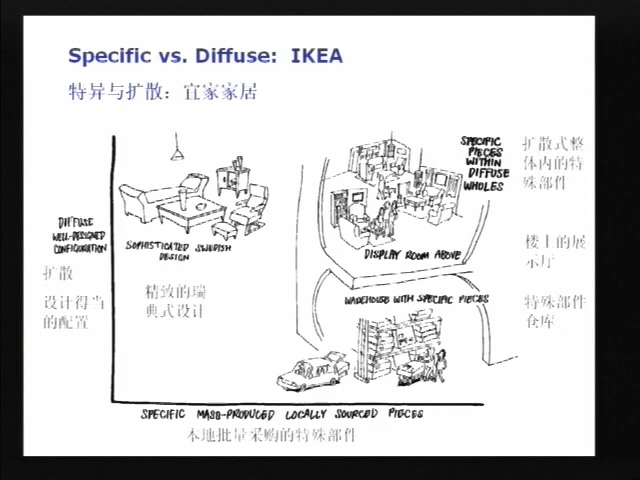 Specific vs. Diffuse:  IKEA
特异与扩散：宜家家居
SPECIFIC
PIECES
WITHIN
DIFFUSE
WHOLES
扩散式整
体内的特
殊部件
DIFFUSE
WELL-DESIGNED
CONFIGURATION
扩散
设计得当
的配置
SOPHISTICATED SWEDISH
DESIGN
精致的瑞
典式设计
DISPLAY ROOM ABOVE
楼上的展
示厅
WAREHOUSE WITH SPECIFIC PIECES
特殊部件
仓库
SPECIFIC MASS-PRODUCED LOCALLY SOURCED PIECES
本地批量采购的特殊部件